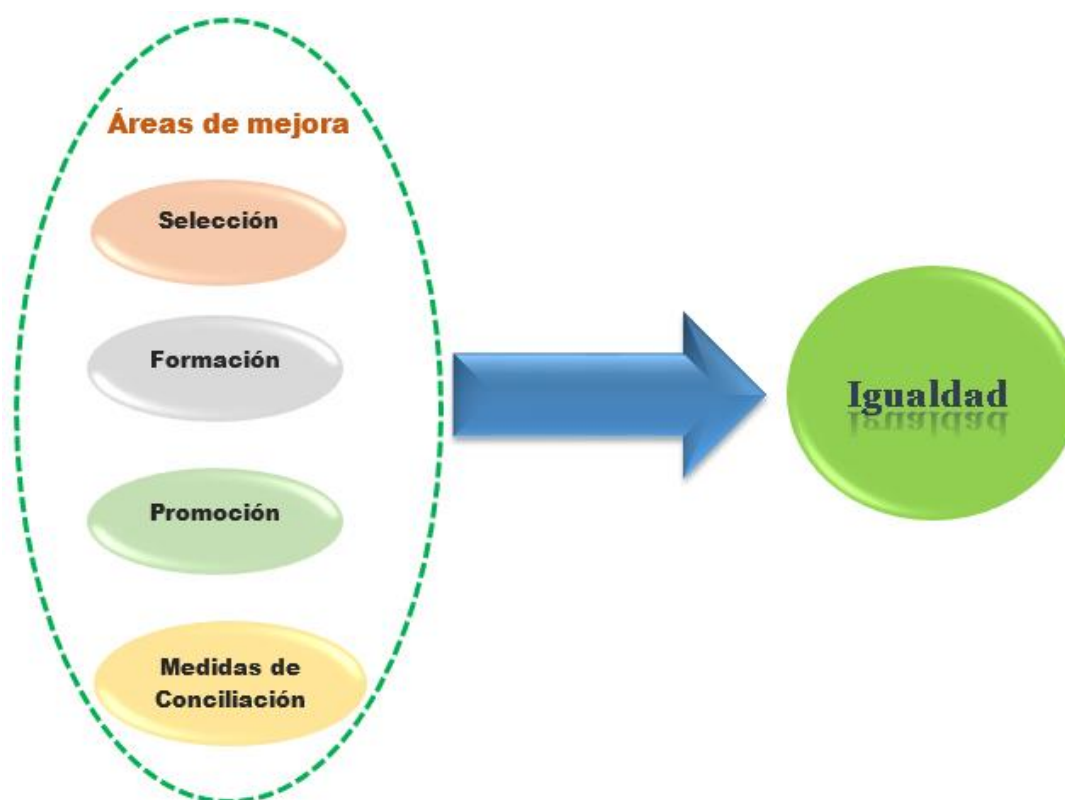 Áreas de mejora
Selección
Formación
Promoción
Medidas de
Conciliación
Igualdad